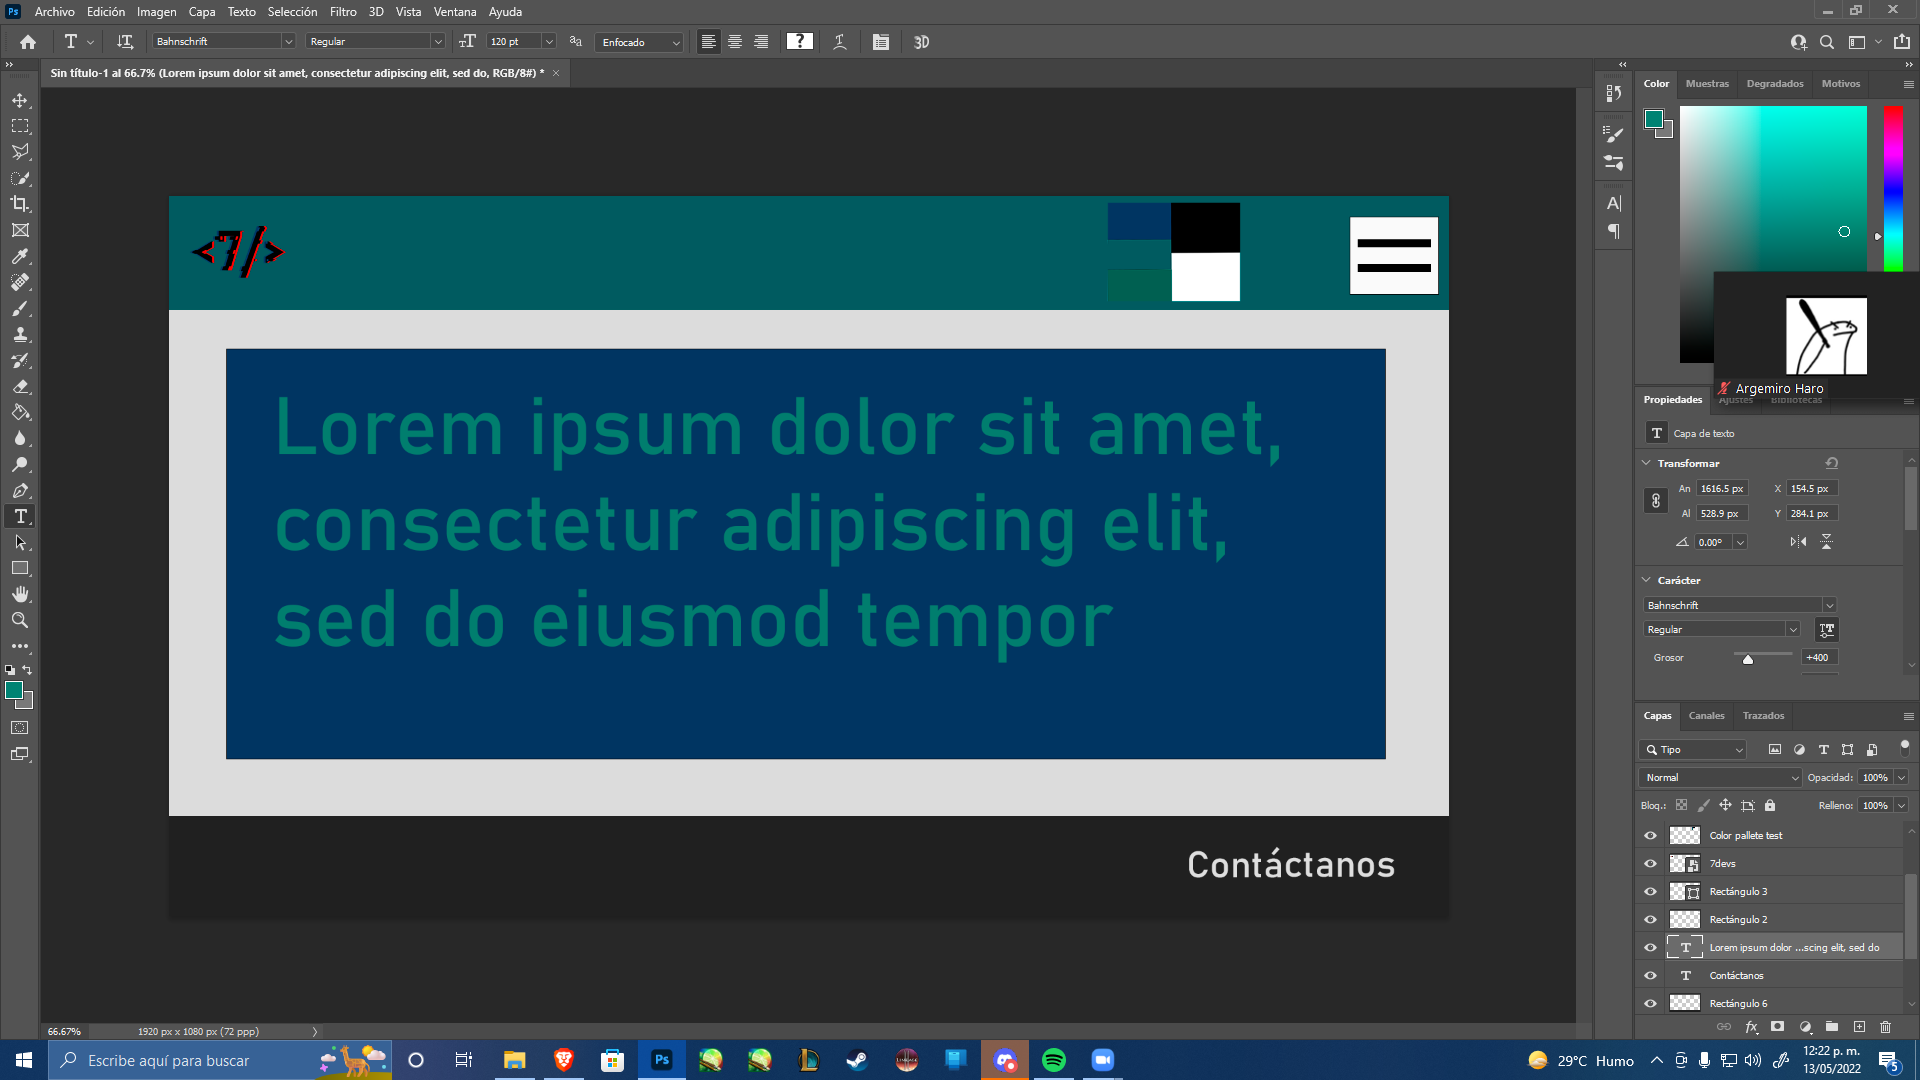 Ps Archivo Edición Imagen Capa Texto Selección Filtro 3D Vista Ventana Ayuda
T Bahnschrift Regular 120 pt Enfocado ? 3D
Sin título-1 al 66.7% (Lorem ipsum dolor sit amet, consectetur adipiscing elit, sed do, RGB/8#) *
<7/>
Lorem ipsum dolor sit amet,
consectetur adipiscing elit,
sed do eiusmod tempor
Contáctanos
66.67% 1920 px x 1080 px (72 ppp)
Color Muestras Degradados Motivos
Argemiro Haro
Propiedades Ajustes Bibliotecas
T Capa de texto
Transformar
An 1616.5 px X 154.5 px
Al 528.9 px Y 284.1 px
0.00°
Carácter
Bahnschrift
Regular
Grosor +400
Capas Canales Trazados
Tipo
Normal Opacidad: 100%
Bloq.: Relleno: 100%
Color pallete test
7devs
Rectángulo 3
Rectángulo 2
T Lorem ipsum dolor ...scing elit, sed do
T Contáctanos
Rectángulo 6
fx
Escribe aquí para buscar
Ps
29°C Humo
12:22 p. m.
13/05/2022
5